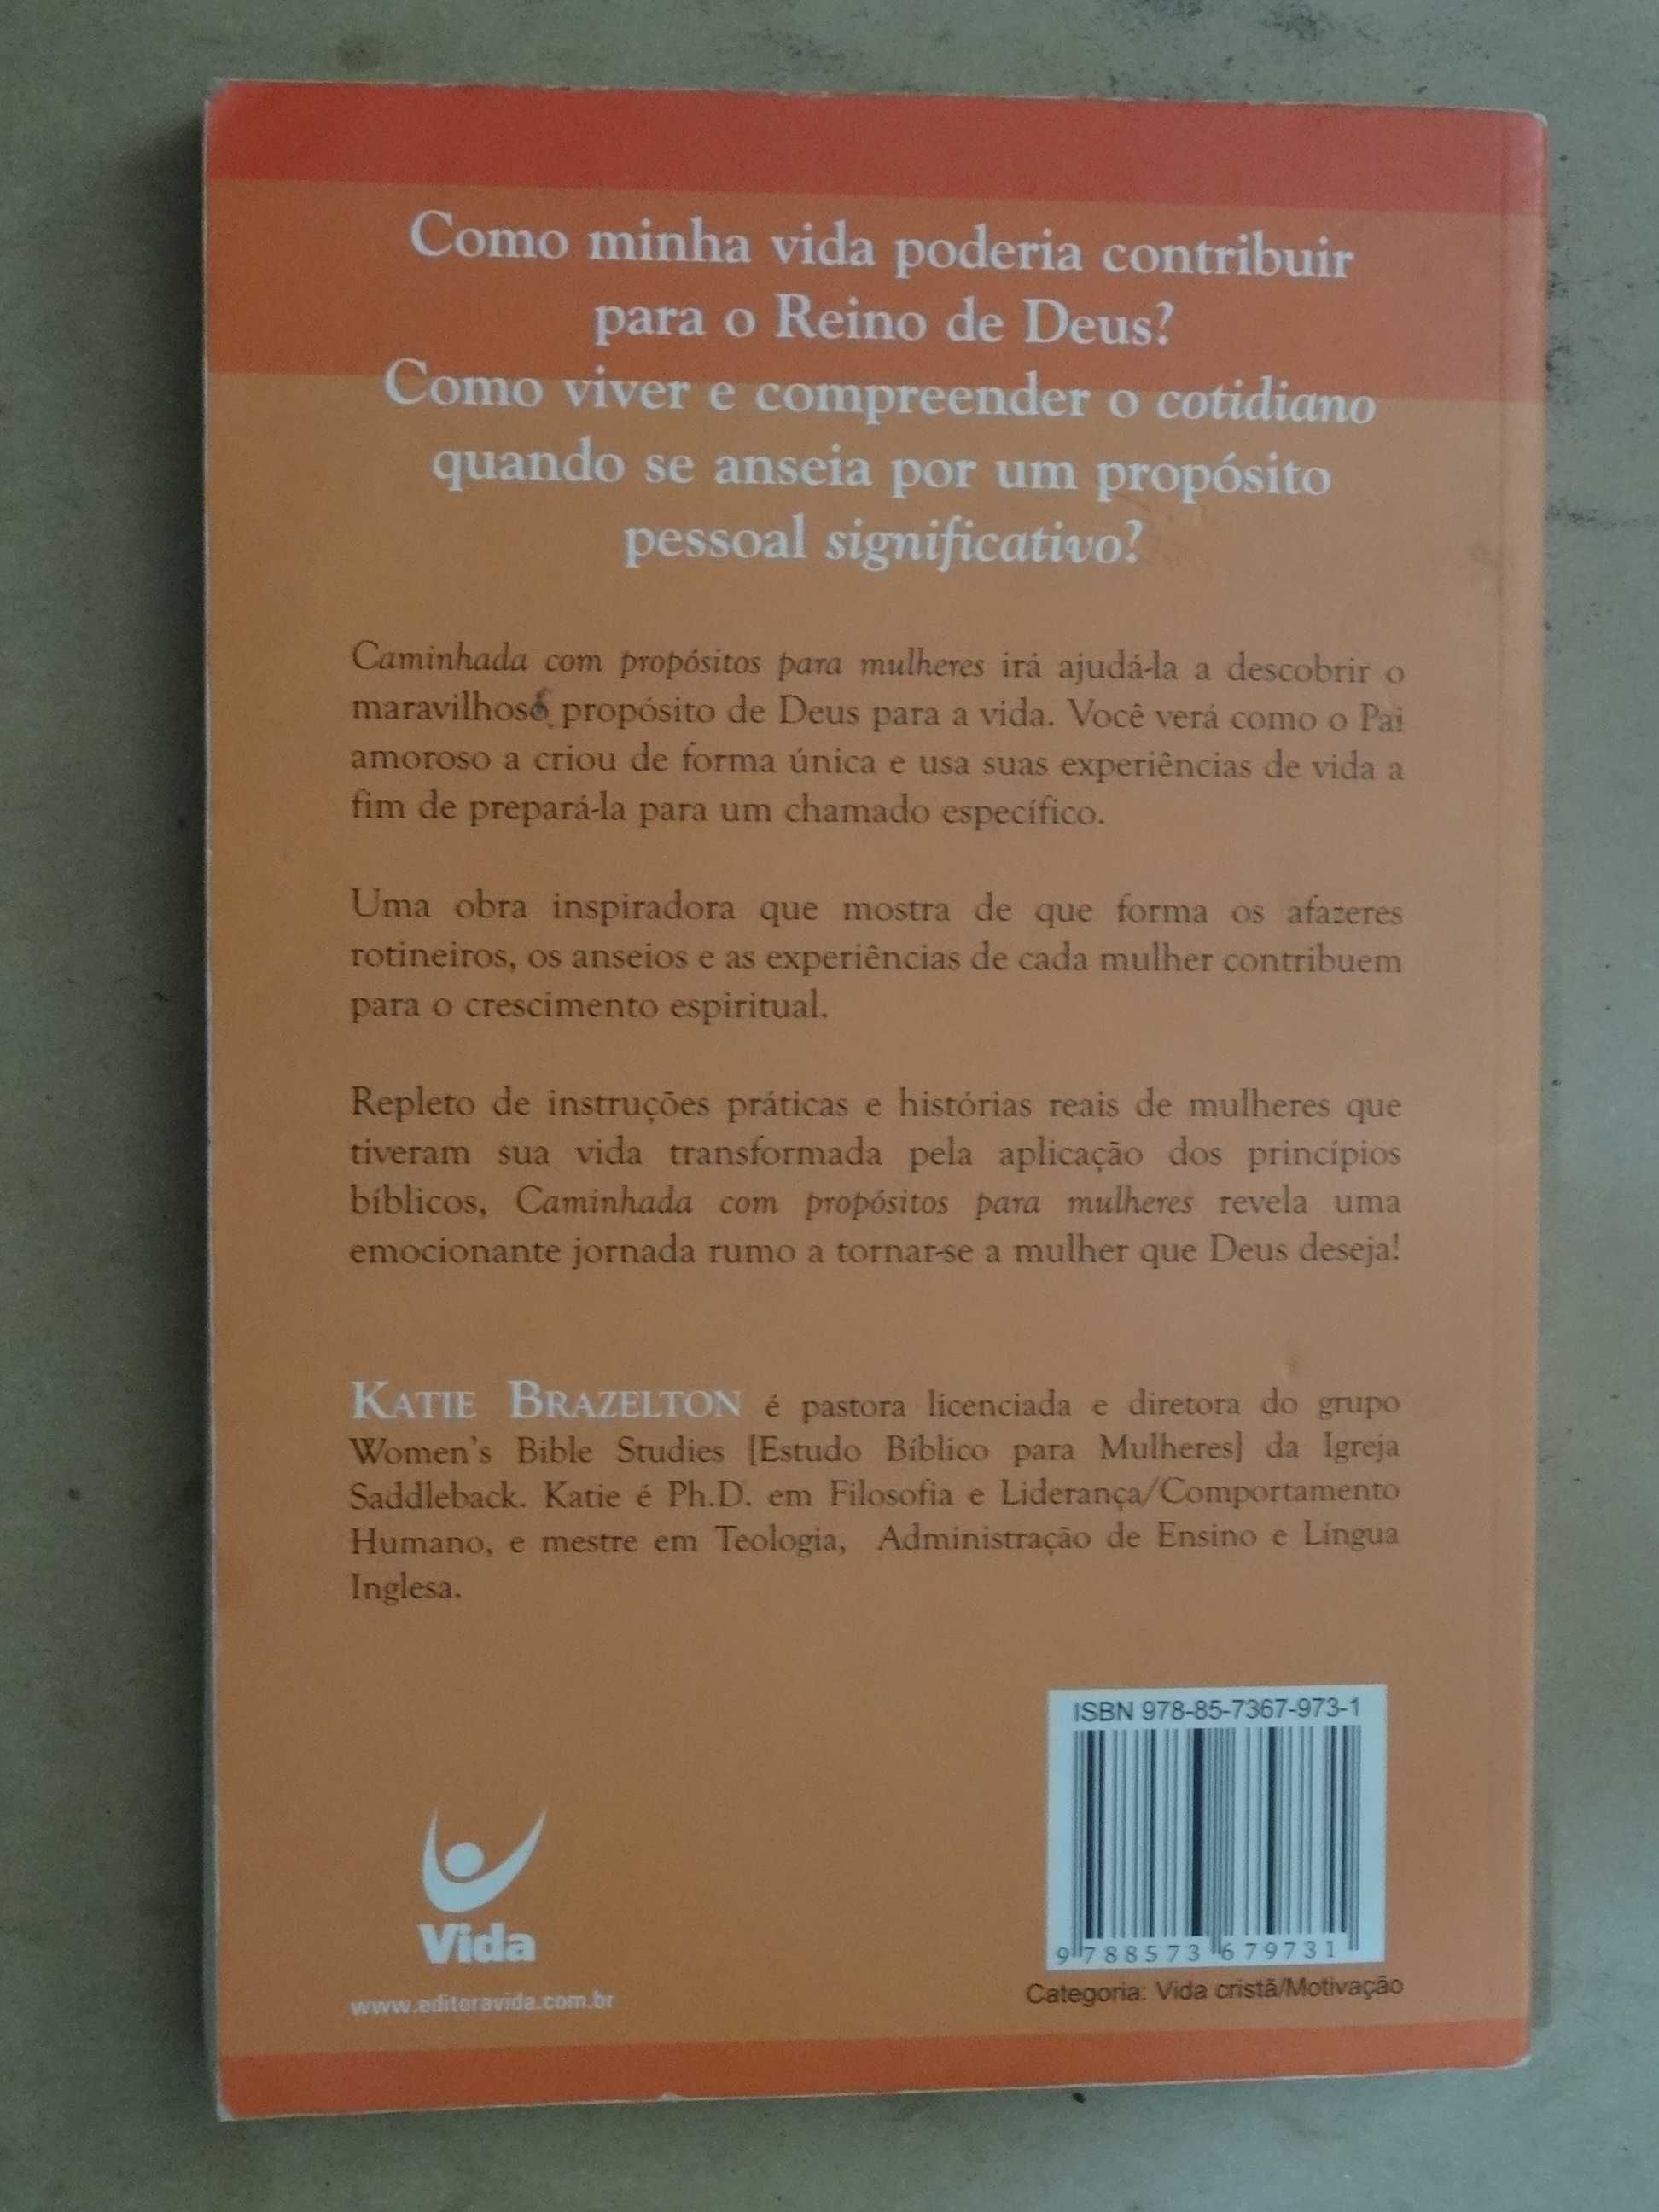 Como minha vida poderia contribuir
para o Reino de Deus?
Como viver e compreender o cotidiano
quando se anseia por um propósito
pessoal significativo?
Caminhada com propósitos para mulheres irá ajudá-la a descobrir o
maravilhoso propósito de Deus para a vida. Você verá como o Pai
amoroso a criou de forma única e usa suas experiências de vida a
fim de prepará-la para um chamado específico.
Uma obra inspiradora que mostra de que forma os afazeres
rotineiros, os anseios e as experiências de cada mulher contribuem
para o crescimento espiritual.
Repleto de instruções práticas e histórias reais de mulheres que
tiveram sua vida transformada pela aplicação dos princípios
bíblicos, Caminhada com propósitos para mulheres revela uma
emocionante jornada rumo a tornar-se a mulher que Deus deseja!
KATIE BRAZELTON é pastora licenciada e diretora do grupo
Women's Bible Studies [Estudo Bíblico para Mulheres] da Igreja
Saddleback. Katie é Ph.D. em Filosofia e Liderança/Comportamento
Humano, e mestre em Teologia, Administração de Ensino e Língua
Inglesa.
ISBN 978-85-7367-973-1
9 788573 679731
Categoria: Vida cristã/Motivação
Vida
www.editoravida.com.br